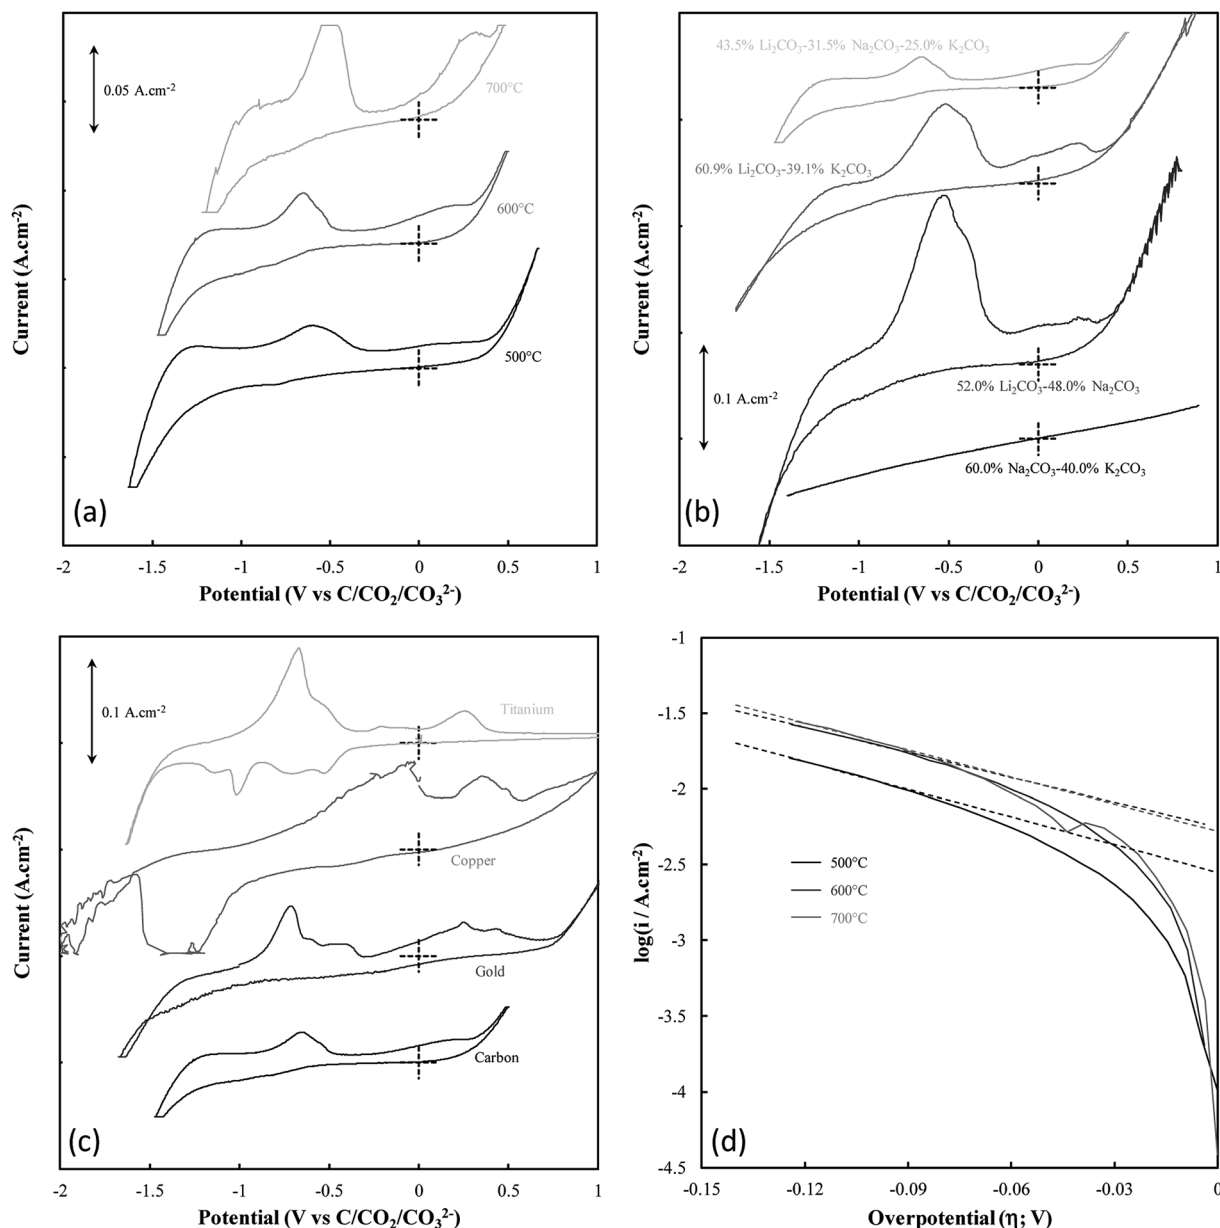 0.05 A.cm⁻²
700°C
600°C
500°C
Current (A.cm⁻²)
(a)
-2 -1.5 -1 -0.5 0 0.5 1
Potential (V vs C/CO₂/CO₃²⁻)
43.5% Li₂CO₃-31.5% Na₂CO₃-25.0% K₂CO₃
60.9% Li₂CO₃-39.1% K₂CO₃
0.1 A.cm⁻²
52.0% Li₂CO₃-48.0% Na₂CO₃
60.0% Na₂CO₃-40.0% K₂CO₃
Current (A.cm⁻²)
(b)
-2 -1.5 -1 -0.5 0 0.5 1
Potential (V vs C/CO₂/CO₃²⁻)
0.1 A.cm⁻²
Titanium
Copper
Gold
Carbon
Current (A.cm⁻²)
(c)
-2 -1.5 -1 -0.5 0 0.5 1
Potential (V vs C/CO₂/CO₃²⁻)
-1
-1.5
-2
-2.5
-3
-3.5
-4
-4.5
log(i / A.cm⁻²)
500°C
600°C
700°C
(d)
-0.15 -0.12 -0.09 -0.06 -0.03 0
Overpotential (η; V)